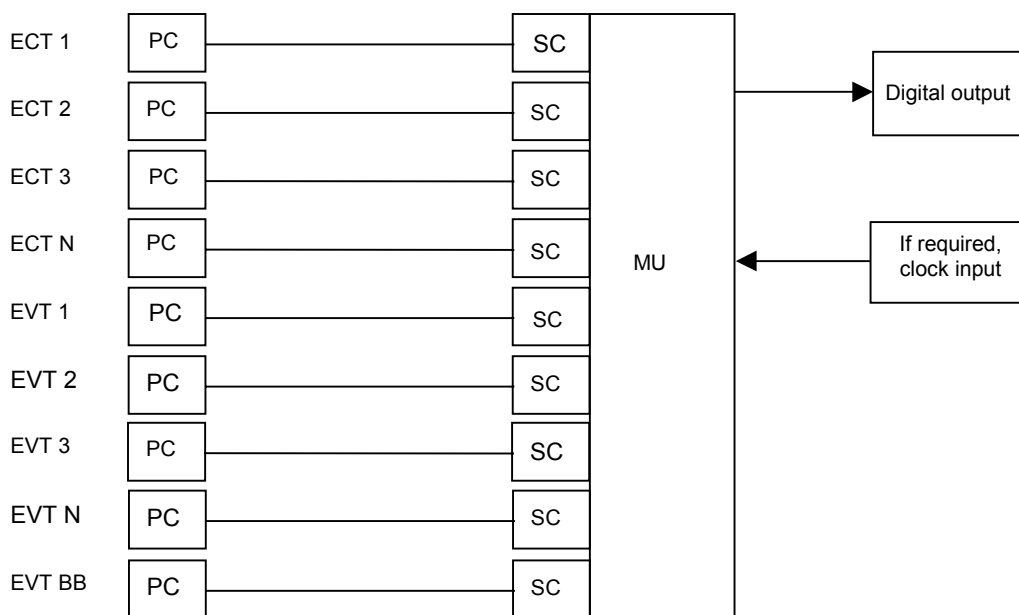 ECT 1 PC SC
ECT 2 PC SC
Digital output
ECT 3 PC SC
ECT N PC SC
If required,
clock input
MU
EVT 1 PC SC
EVT 2 PC SC
EVT 3 PC SC
EVT N PC SC
EVT BB PC SC